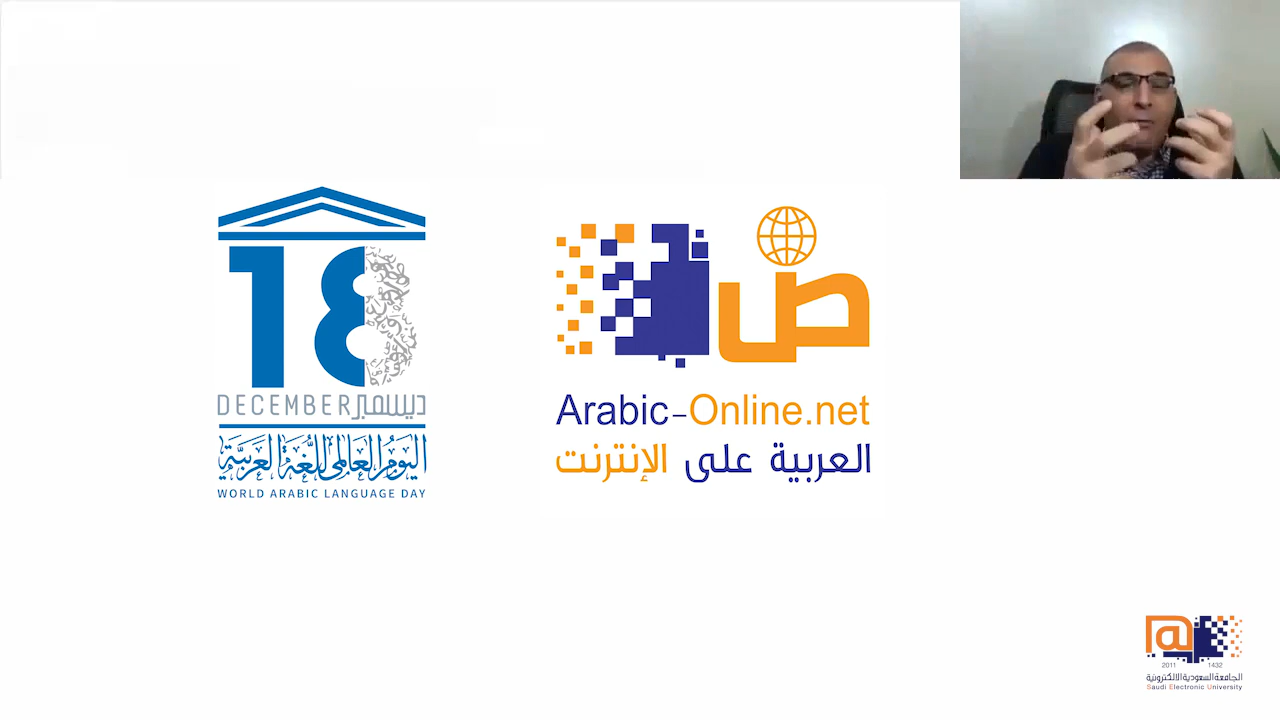 18
DECEMBER ديسمبر
اليوم العالمي للغة العربية
WORLD ARABIC LANGUAGE DAY
ض
Arabic-Online.net
العربية على الإنترنت
@
2011 1432
الجامعة السعودية الالكترونية
Saudi Electronic University